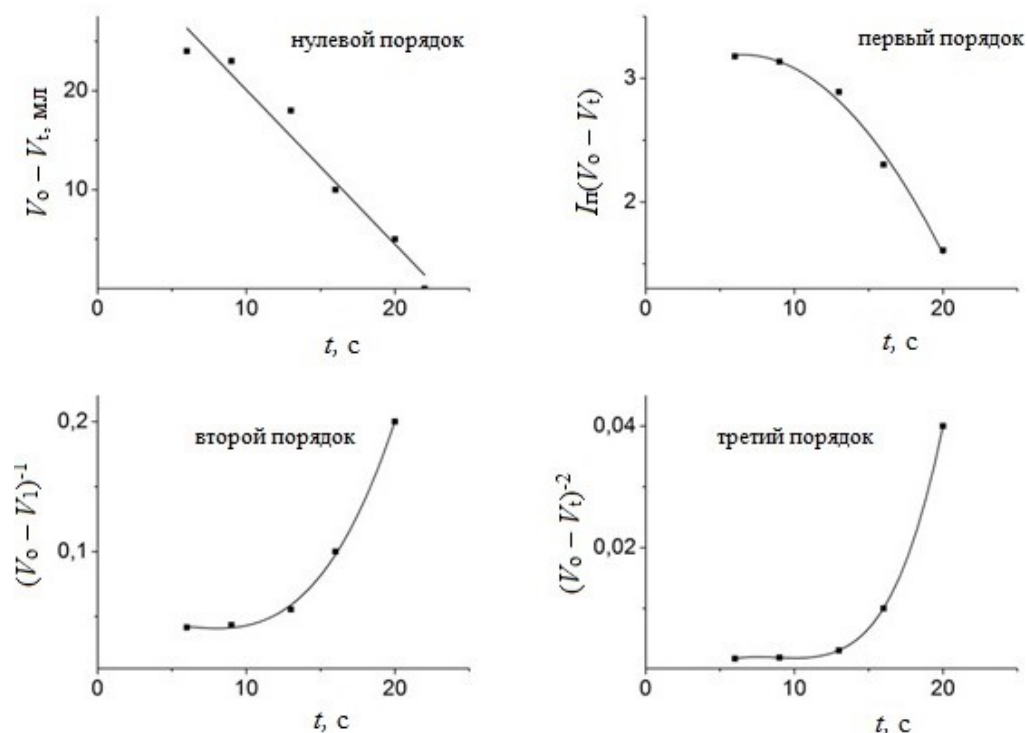 нулевой порядок
V₀ – Vₜ, мл
20
10
0 10 20
t, с
первый порядок
Iп(V₀ – Vₜ)
3
2
0 10 20
t, с
второй порядок
(V₀ – V₁)⁻¹
0,2
0,1
0 10 20
t, с
третий порядок
(V₀ – Vₜ)⁻²
0,04
0,02
0 10 20
t, с